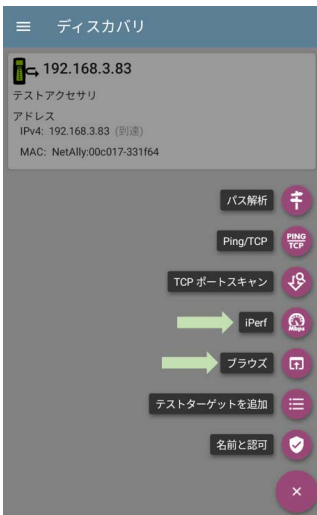 ディスカバリ
192.168.3.83
テストアクセサリ
アドレス
IPv4: 192.168.3.83 (到達)
MAC: NetAlly:00c017-331f64
パス解析
Ping/TCP
PING
TCP
TCP ポートスキャン
iPerf
Mbps
ブラウズ
テストターゲットを追加
名前と認可